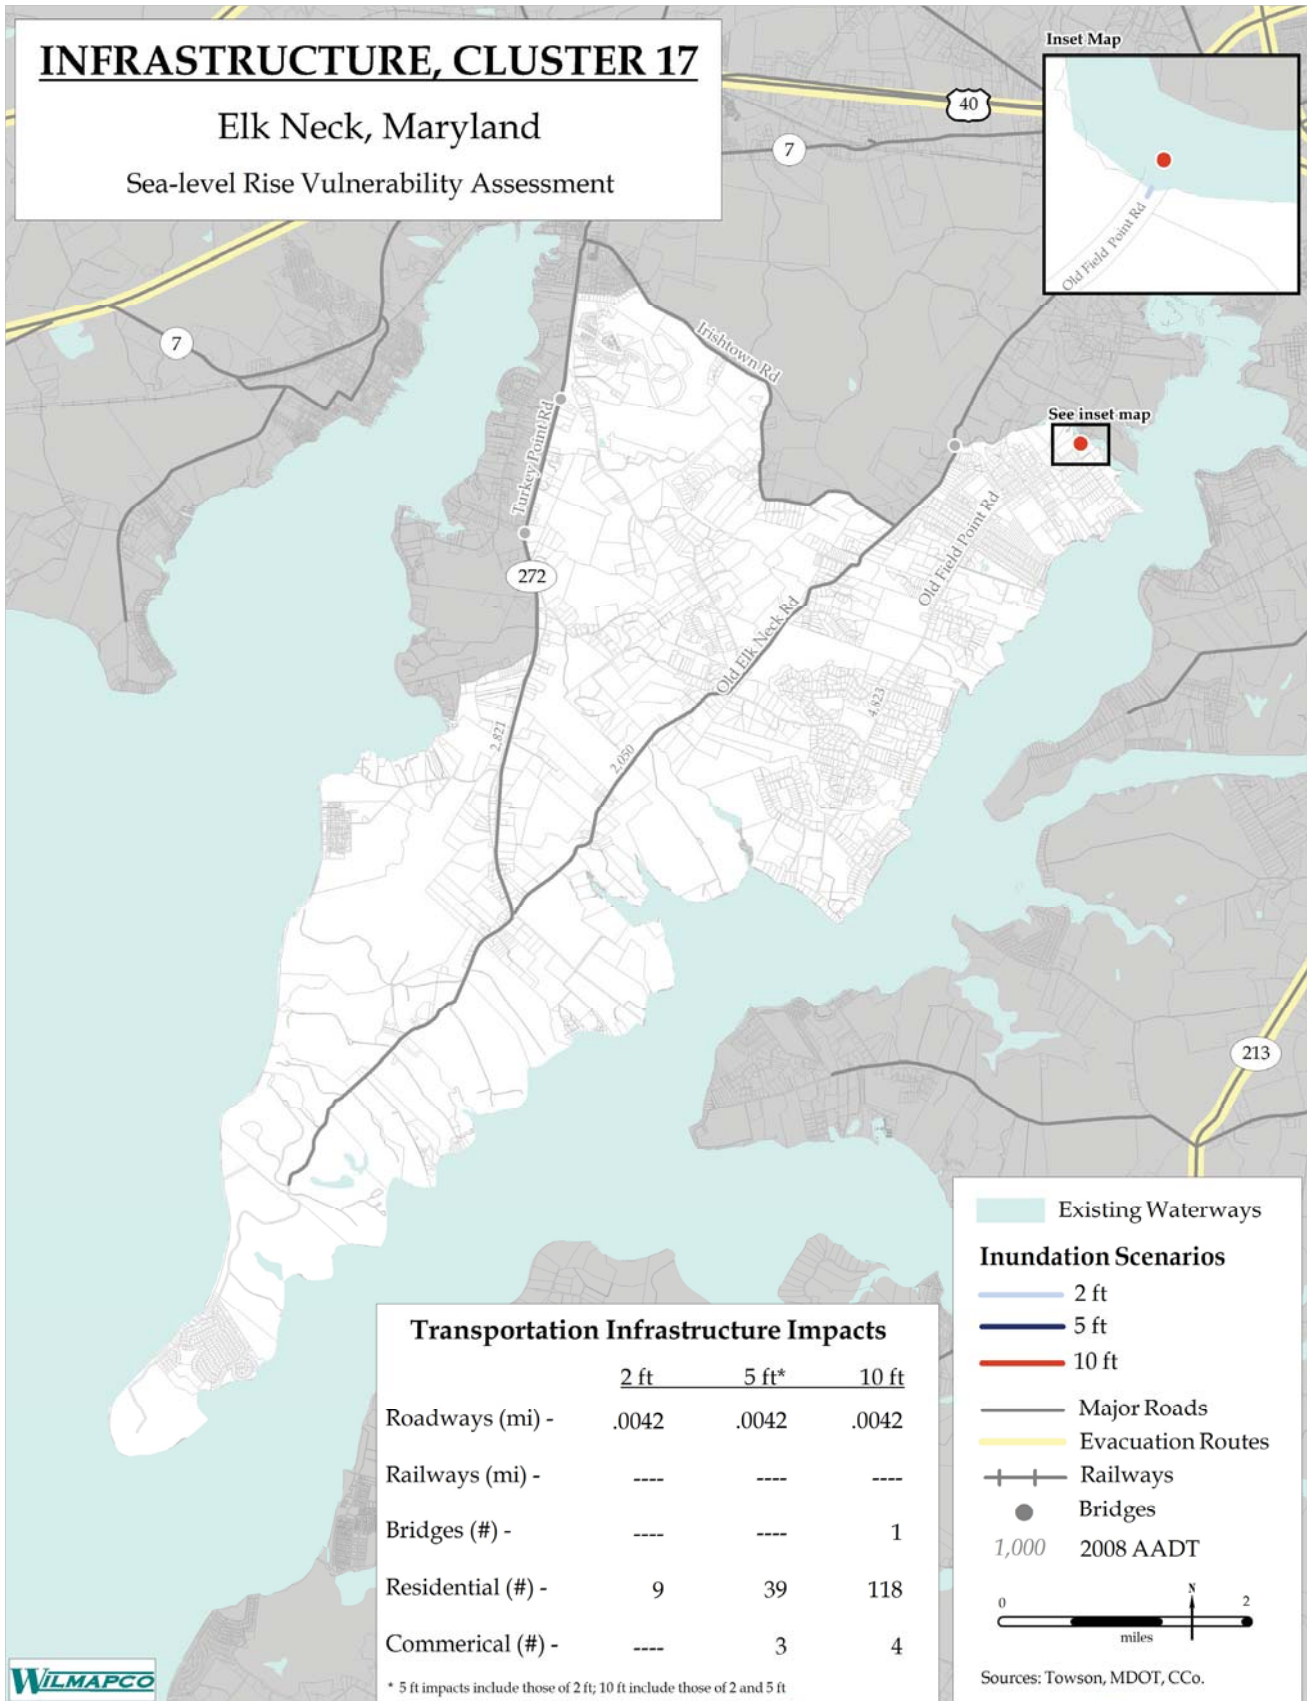 INFRASTRUCTURE, CLUSTER 17
Elk Neck, Maryland
Sea-level Rise Vulnerability Assessment
Inset Map
Old Field Point Rd
40
7
7
Irishtown Rd
See inset map
Turkey Point Rd
272
Old Field Point Rd
Old Elk Neck Rd
4,823
2,821
2,050
213
Existing Waterways
Inundation Scenarios
2 ft
5 ft
10 ft
Major Roads
Evacuation Routes
Railways
Bridges
1,000 2008 AADT
0 N 2
miles
Sources: Towson, MDOT, CCo.
Transportation Infrastructure Impacts
2 ft 5 ft* 10 ft
Roadways (mi) - .0042 .0042 .0042
Railways (mi) - ---- ---- ----
Bridges (#) - ---- ---- 1
Residential (#) - 9 39 118
Commerical (#) - ---- 3 4
* 5 ft impacts include those of 2 ft; 10 ft include those of 2 and 5 ft
WILMAPCO